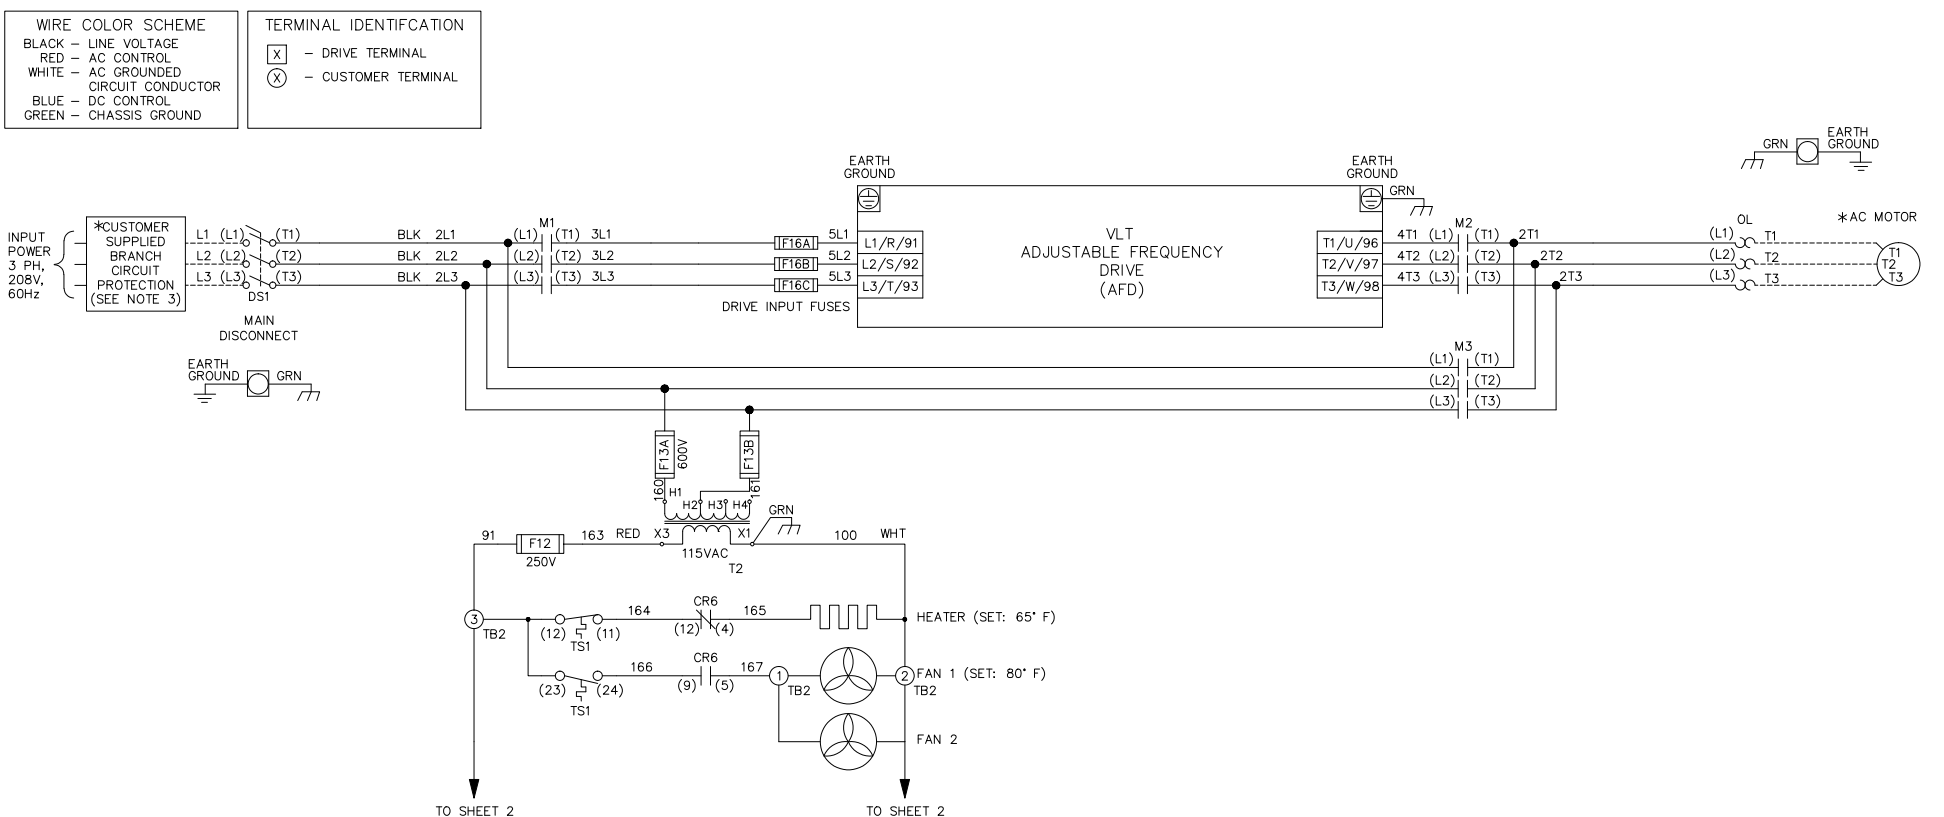 WIRE COLOR SCHEME
BLACK – LINE VOLTAGE
RED – AC CONTROL
WHITE – AC GROUNDED
CIRCUIT CONDUCTOR
BLUE – DC CONTROL
GREEN – CHASSIS GROUND
TERMINAL IDENTIFCATION
X – DRIVE TERMINAL
X – CUSTOMER TERMINAL
INPUT
POWER
3 PH,
208V,
60Hz
*CUSTOMER
SUPPLIED
BRANCH
CIRCUIT
PROTECTION
(SEE NOTE 3)
L1 (L1) (T1) BLK 2L1 (L1) M1 (T1) 3L1 F16A 5L1 L1/R/91
L2 (L2) (T2) BLK 2L2 (L2) (T2) 3L2 F16B 5L2 L2/S/92
L3 (L3) (T3) BLK 2L3 (L3) (T3) 3L3 F16C 5L3 L3/T/93
DS1
MAIN
DISCONNECT
DRIVE INPUT FUSES
EARTH
GROUND
GRN
EARTH
GROUND
VLT
ADJUSTABLE FREQUENCY
DRIVE
(AFD)
EARTH
GROUND
GRN
T1/U/96 4T1 (L1) M2 (T1) 2T1 (L1) OL T1
T2/V/97 4T2 (L2) (T2) 2T2 (L2) T2
T3/W/98 4T3 (L3) (T3) 2T3 (L3) T3
GRN
EARTH
GROUND
*AC MOTOR
T1
T2
T3
M3
(L1) (T1)
(L2) (T2)
(L3) (T3)
F13A
600V
F13B
160
161
H1
H2 H3 H4
GRN
91 F12 163 RED X3 X1 100 WHT
250V
115VAC
T2
3
TB2
(12) (11)
TS1
164
CR6
(12) (4)
165
HEATER (SET: 65° F)
(23) (24)
TS1
166
CR6
(9) (5)
167
1
TB2
2
TB2
FAN 1 (SET: 80° F)
FAN 2
TO SHEET 2
TO SHEET 2